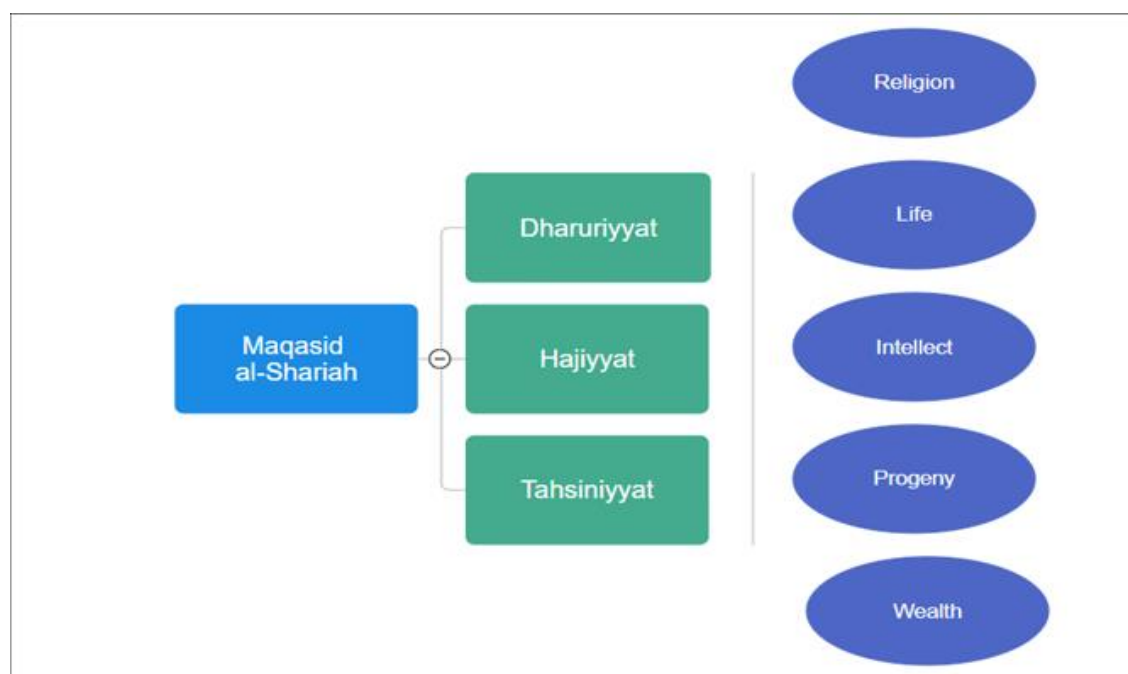 Maqasid
al-Shariah
Dharuriyyat
Hajiyyat
Tahsiniyyat
Religion
Life
Intellect
Progeny
Wealth